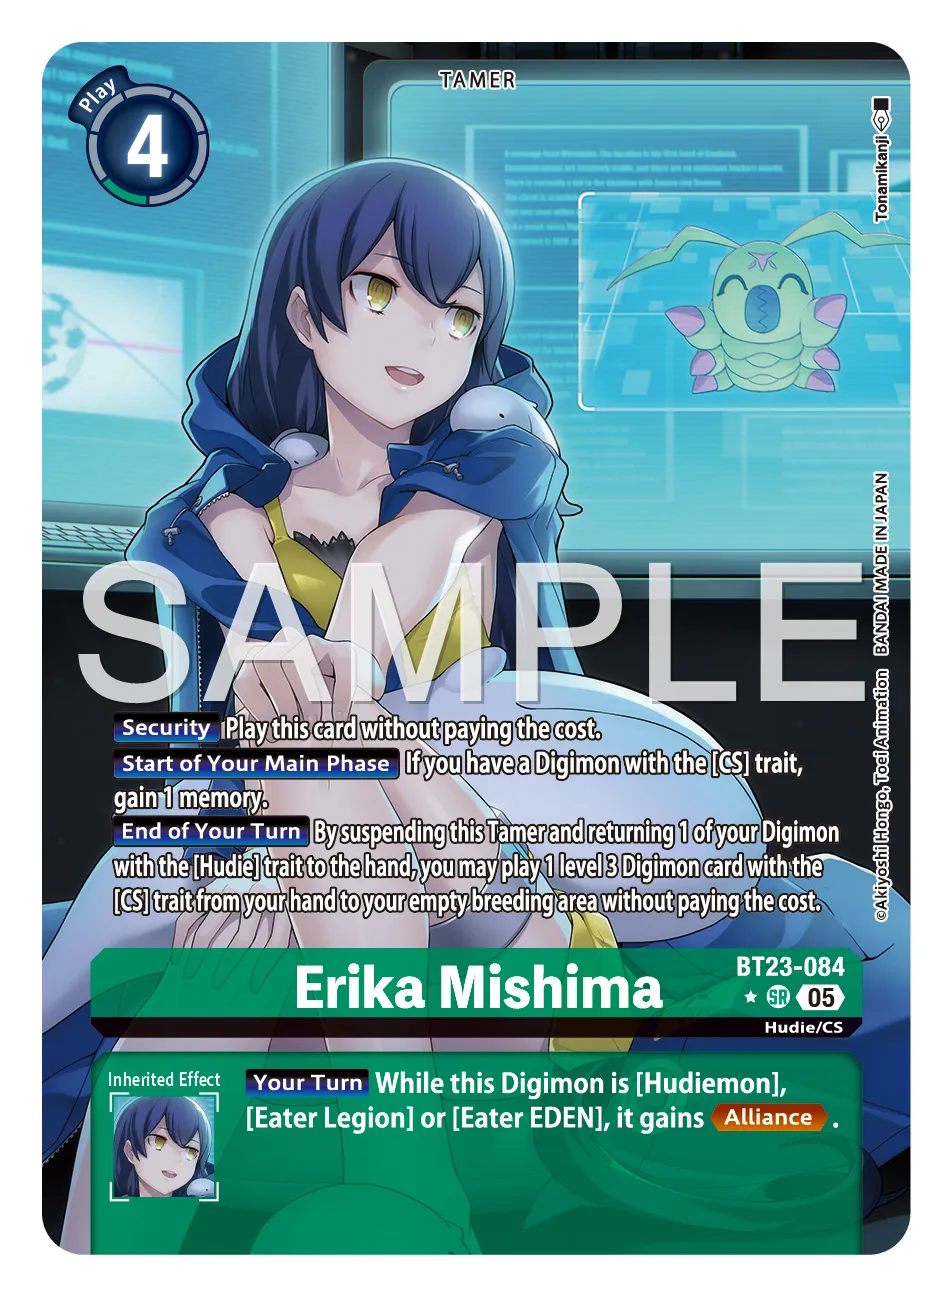 TAMER
Play
4
Tonamikanji
©Akiyoshi Hongo, Toei Animation BANDAI MADE IN JAPAN
SAMPLE
Security Play this card without paying the cost.
Start of Your Main Phase If you have a Digimon with the [CS] trait,
gain 1 memory.
End of Your Turn By suspending this Tamer and returning 1 of your Digimon
with the [Hudie] trait to the hand, you may play 1 level 3 Digimon card with the
[CS] trait from your hand to your empty breeding area without paying the cost.
Erika Mishima
BT23-084
SR 05
Hudie/CS
Inherited Effect
Your Turn While this Digimon is [Hudiemon],
[Eater Legion] or [Eater EDEN], it gains Alliance.